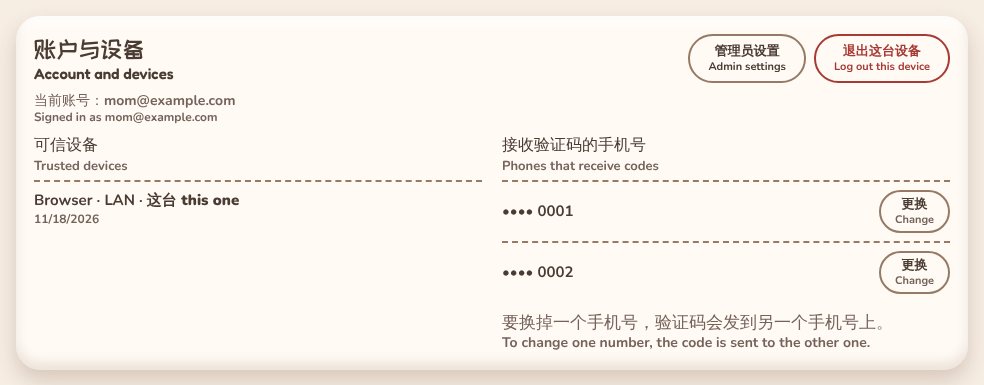 账户与设备
Account and devices
当前账号：mom@example.com
Signed in as mom@example.com
管理员设置
Admin settings
退出这台设备
Log out this device
可信设备
Trusted devices
Browser · LAN · 这台 this one
11/18/2026
接收验证码的手机号
Phones that receive codes
•••• 0001
更换
Change
•••• 0002
更换
Change
要换掉一个手机号，验证码会发到另一个手机号上。
To change one number, the code is sent to the other one.